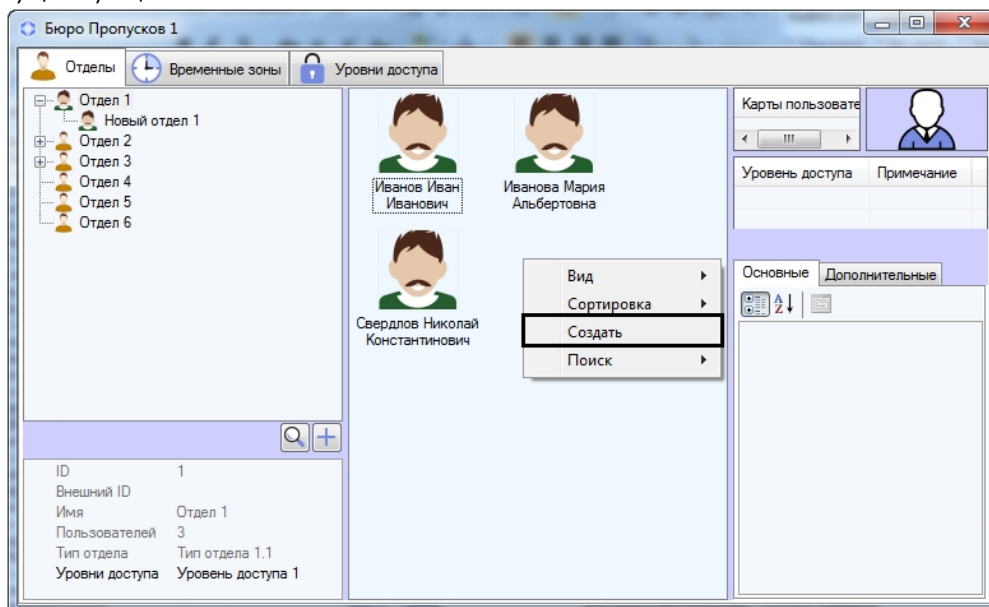 Бюро Пропусков 1
Отделы
Временные зоны
Уровни доступа
Отдел 1
Новый отдел 1
Отдел 2
Отдел 3
Отдел 4
Отдел 5
Отдел 6
ID 1
Внешний ID
Имя Отдел 1
Пользователей 3
Тип отдела Тип отдела 1.1
Уровни доступа Уровень доступа 1
Иванов Иван
Иванович
Иванова Мария
Альбертовна
Свердлов Николай
Константинович
Вид
Сортировка
Создать
Поиск
Карты пользовате
Уровень доступа Примечание
Основные Дополнительные